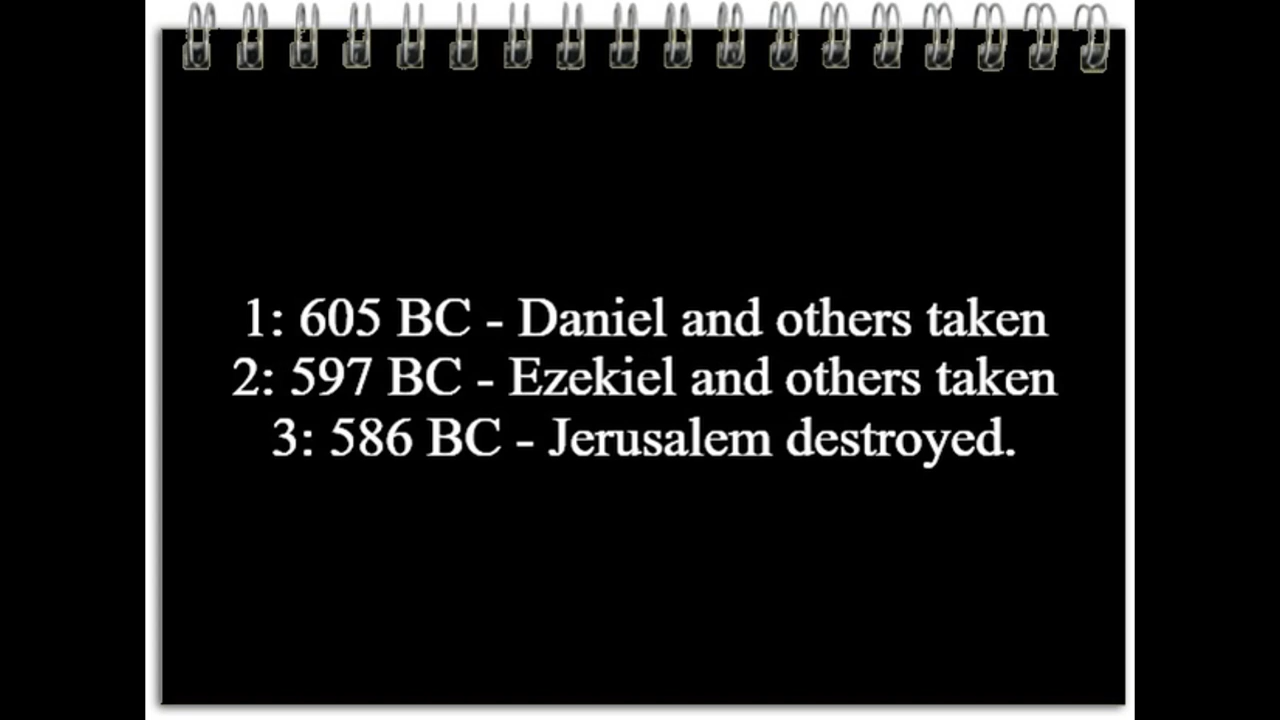 1: 605 BC - Daniel and others taken
2: 597 BC - Ezekiel and others taken
3: 586 BC - Jerusalem destroyed.